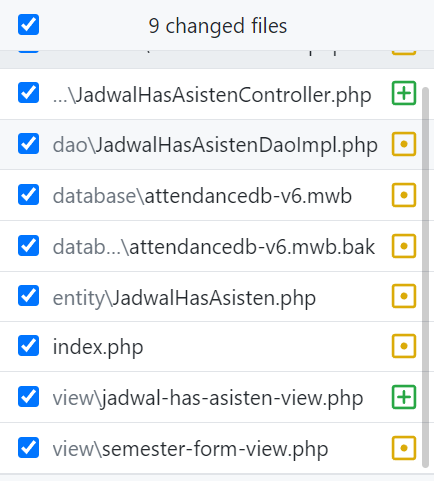 9 changed files
...\JadwalHasAsistenController.php
dao\JadwalHasAsistenDaoImpl.php
database\attendancedb-v6.mwb
datab...\attendancedb-v6.mwb.bak
entity\JadwalHasAsisten.php
index.php
view\jadwal-has-asisten-view.php
view\semester-form-view.php